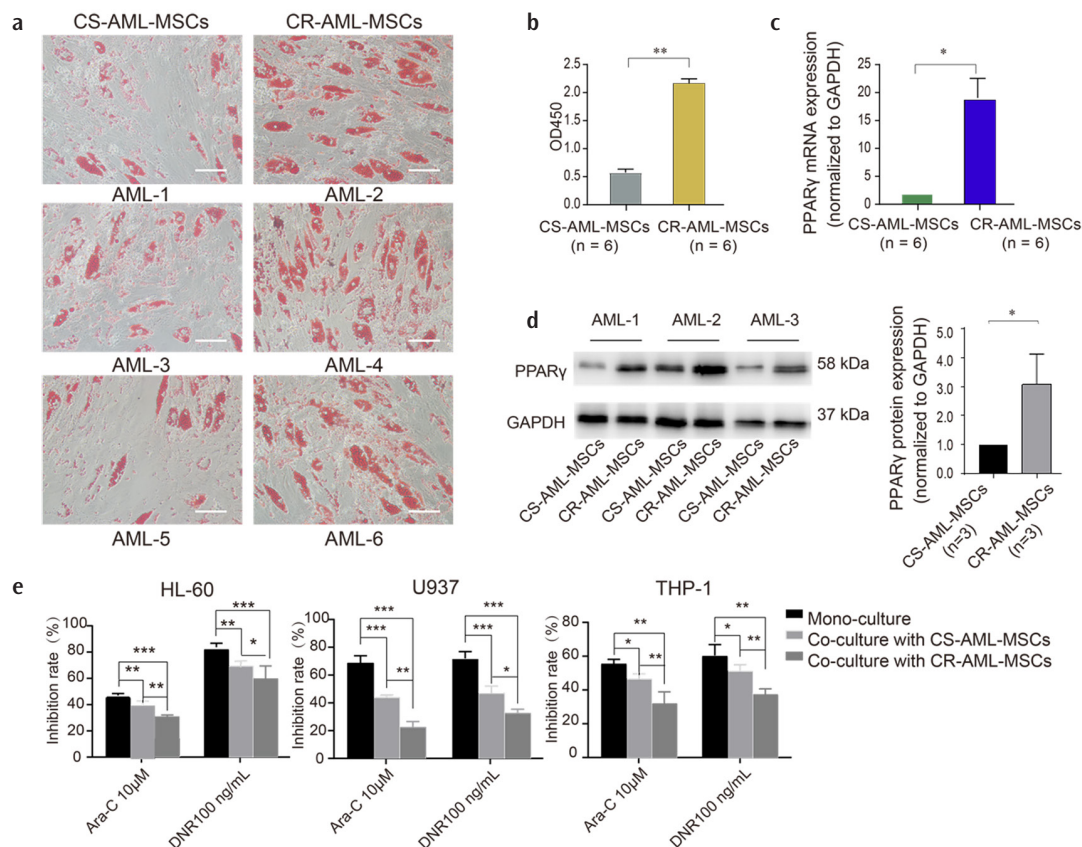 a
CS-AML-MSCs
CR-AML-MSCs
AML-1
AML-2
AML-3
AML-4
AML-5
AML-6
b
OD450
2.5
2.0
1.5
1.0
0.5
0.0
**
CS-AML-MSCs
(n = 6)
CR-AML-MSCs
(n = 6)
c
PPARγ mRNA expression
(normalized to GAPDH)
25
20
15
10
5
0
*
CS-AML-MSCs
(n = 6)
CR-AML-MSCs
(n = 6)
d
AML-1
AML-2
AML-3
PPARγ
58 kDa
GAPDH
37 kDa
CS-AML-MSCs
CR-AML-MSCs
CS-AML-MSCs
CR-AML-MSCs
CS-AML-MSCs
CR-AML-MSCs
PPARγ protein expression
(normalized to GAPDH)
5.0
4.0
3.0
2.0
1.0
0.0
*
CS-AML-MSCs
(n=3)
CR-AML-MSCs
(n=3)
e
HL-60
Inhibition rate (%)
100
80
60
40
20
0
***
**
**
***
**
*
Ara-C 10μM
DNR100 ng/mL
U937
Inhibition rate (%)
100
80
60
40
20
0
***
***
**
***
***
*
Ara-C 10μM
DNR100 ng/mL
THP-1
Inhibition rate (%)
80
60
40
20
0
**
*
**
**
*
**
Ara-C 10μM
DNR100 ng/mL
Mono-culture
Co-culture with CS-AML-MSCs
Co-culture with CR-AML-MSCs